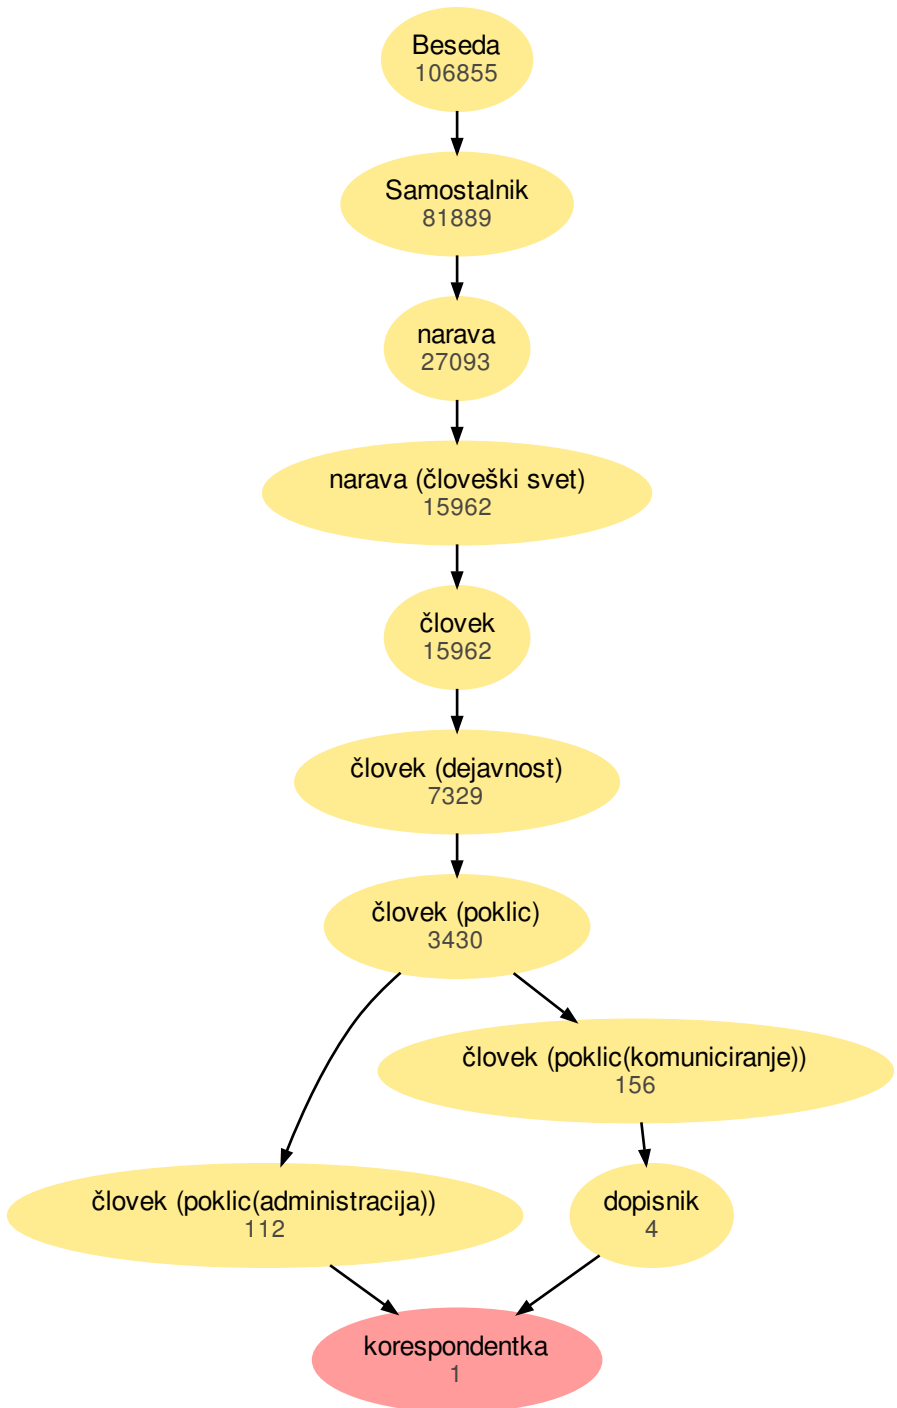 Beseda
106855
Samostalnik
81889
narava
27093
narava (človeški svet)
15962
človek
15962
človek (dejavnost)
7329
človek (poklic)
3430
človek (poklic(komuniciranje))
156
človek (poklic(administracija))
112
dopisnik
4
korespondentka
1